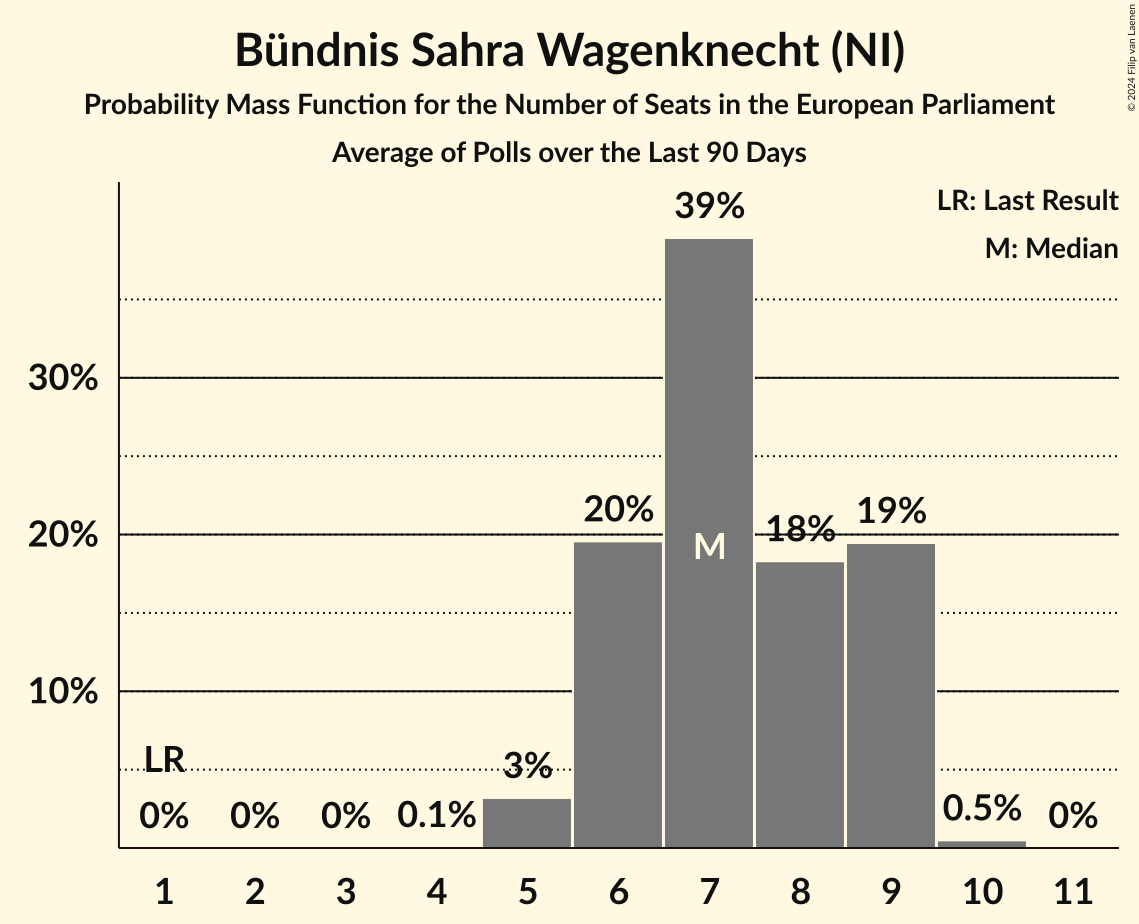 Bündnis Sahra Wagenknecht (NI)
Probability Mass Function for the Number of Seats in the European Parliament
Average of Polls over the Last 90 Days
© 2024 Filip van Laenen
LR: Last Result
M: Median
39%
30%
20%
18%
19%
20%
M
10%
LR
3%
0%
0%
0%
0.1%
0.5%
0%
1 2 3 4 5 6 7 8 9 10 11